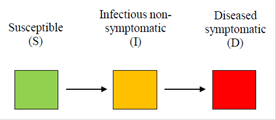 Susceptible
(S)
Infectious non-
symptomatic
(I)
Diseased
symptomatic
(D)